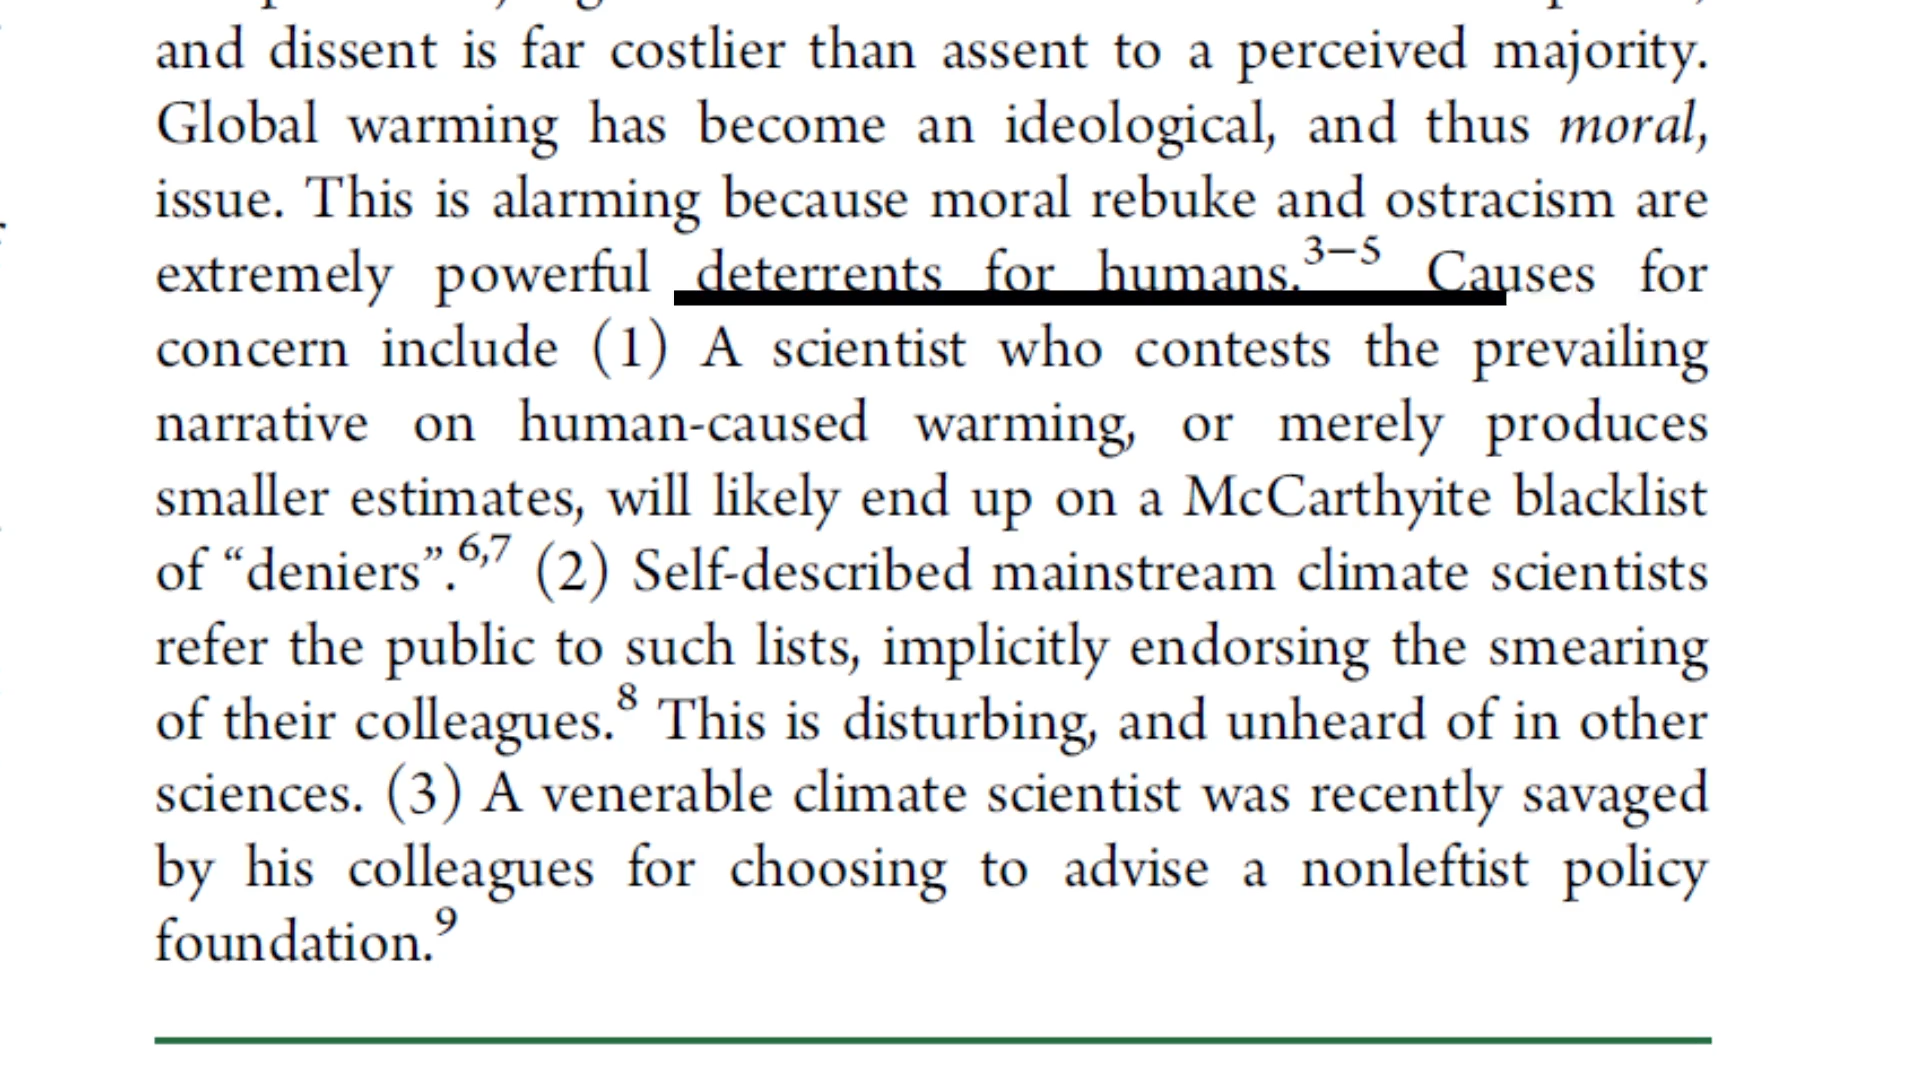 and dissent is far costlier than assent to a perceived majority.
Global warming has become an ideological, and thus moral,
issue. This is alarming because moral rebuke and ostracism are
extremely powerful deterrents for humans.3–5 Causes for
concern include (1) A scientist who contests the prevailing
narrative on human-caused warming, or merely produces
smaller estimates, will likely end up on a McCarthyite blacklist
of “deniers”.6,7 (2) Self-described mainstream climate scientists
refer the public to such lists, implicitly endorsing the smearing
of their colleagues.8 This is disturbing, and unheard of in other
sciences. (3) A venerable climate scientist was recently savaged
by his colleagues for choosing to advise a nonleftist policy
foundation.9